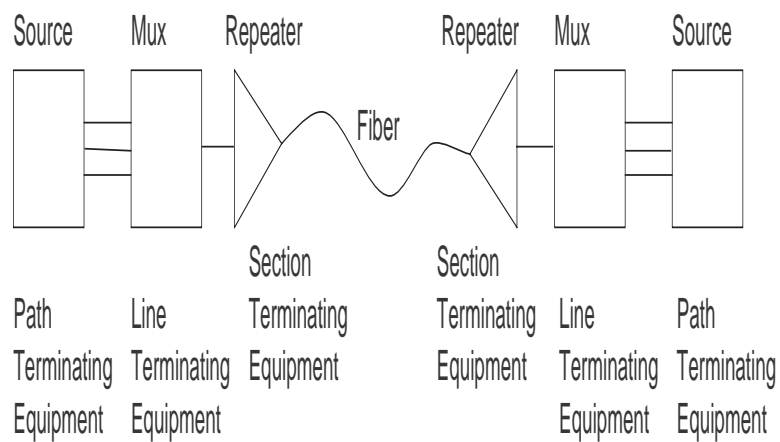 Source Mux Repeater Repeater Mux Source
Fiber
Section Section
Path Line Terminating Terminating Line Path
Terminating Terminating Equipment Equipment Terminating Terminating
Equipment Equipment Equipment Equipment